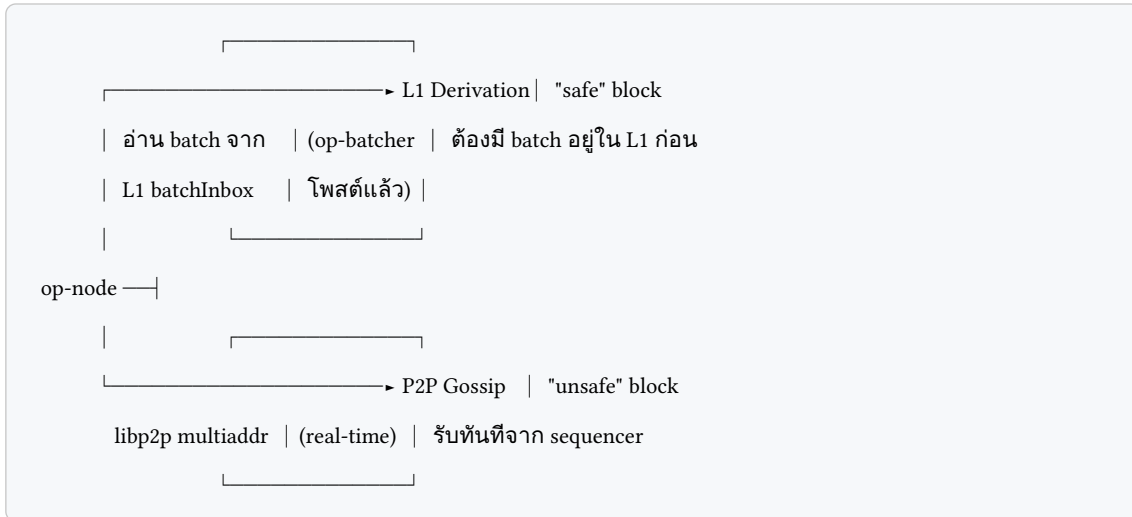 ► L1 Derivation│ "safe" block
│ อ่าน batch จาก │ (op-batcher │ ต้องมี batch อยู่ใน L1 ก่อน
│ L1 batchInbox │ โพสต์แล้ว) │
op-node ──┤
► P2P Gossip │ "unsafe" block
libp2p multiaddr │ (real-time) │ รับทันทีจาก sequencer